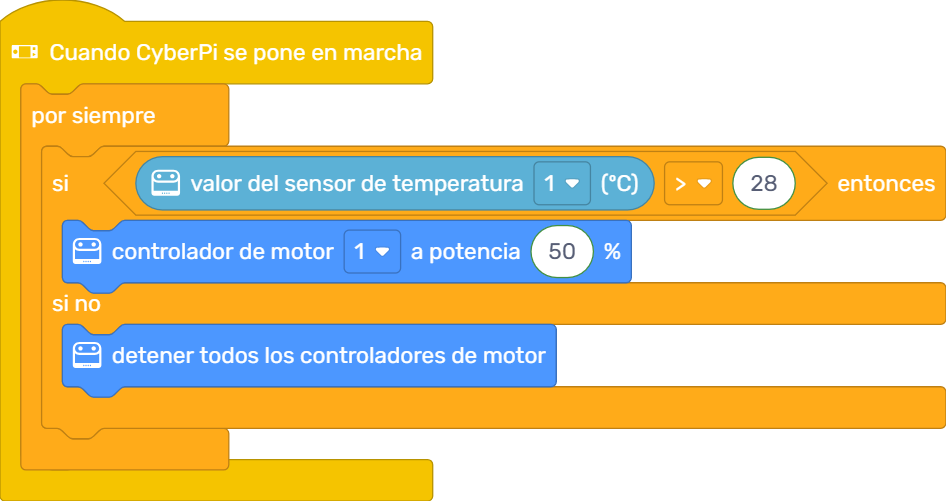 Cuando CyberPi se pone en marcha
por siempre
si valor del sensor de temperatura 1 (°C) > 28 entonces
controlador de motor 1 a potencia 50 %
si no
detener todos los controladores de motor